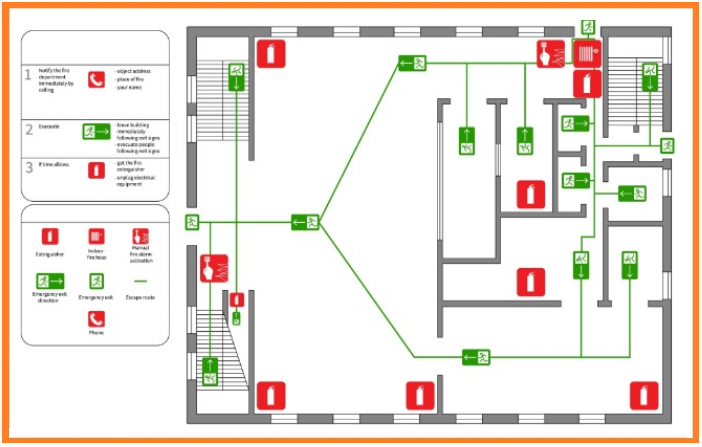 1
Notify the fire
department
immediately by
calling
- object address
- place of fire
- your name
2
Evacuate
- leave building
immediately
following exit signs
- evacuate people
following exit signs
3
If time allows:
- get the fire
extinguisher
- unplug electrical
equipment
Extinguisher
Indoor
fire hose
Manual
fire alarm
activation
Emergency exit
direction
Emergency exit
Escape route
Phone